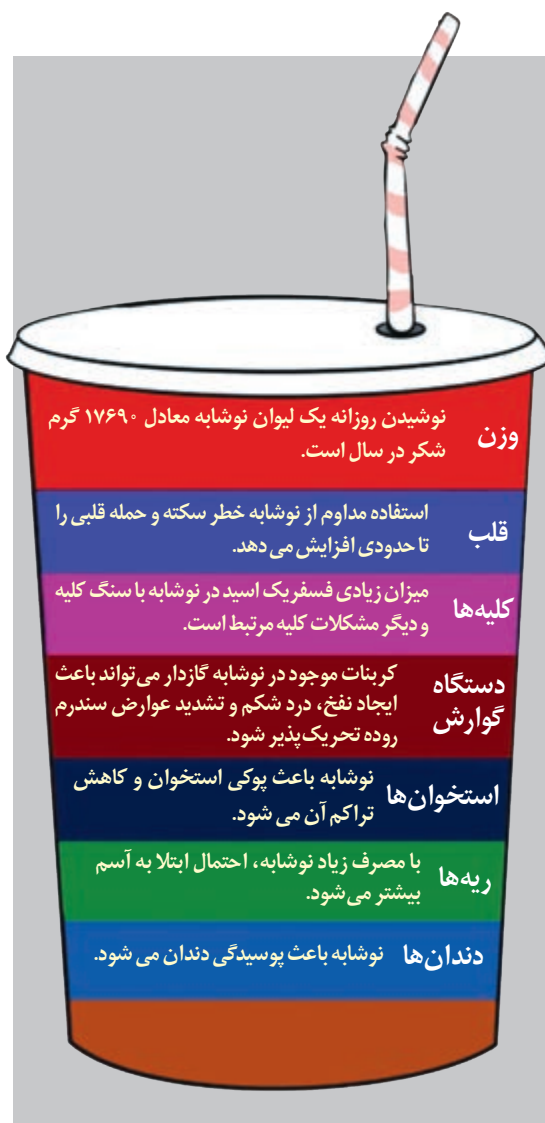 وزن
نوشیدن روزانه یک لیوان نوشابه معادل ۱۷۶۹۰ گرم
شکر در سال است.
قلب
استفاده مداوم از نوشابه خطر سکته و حمله قلبی را
تا حدودی افزایش می دهد.
کلیه‌ها
میزان زیادی فسفریک اسید در نوشابه با سنگ کلیه
و دیگر مشکلات کلیه مرتبط است.
دستگاه
گوارش
کربنات موجود در نوشابه گازدار می‌تواند باعث
ایجاد نفخ، درد شکم و تشدید عوارض سندرم
روده تحریک‌پذیر شود.
استخوان‌ها
نوشابه باعث پوکی استخوان و کاهش
تراکم آن می شود.
ریه‌ها
با مصرف زیاد نوشابه، احتمال ابتلا به آسم
بیشتر می‌شود.
دندان‌ها
نوشابه باعث پوسیدگی دندان می شود.